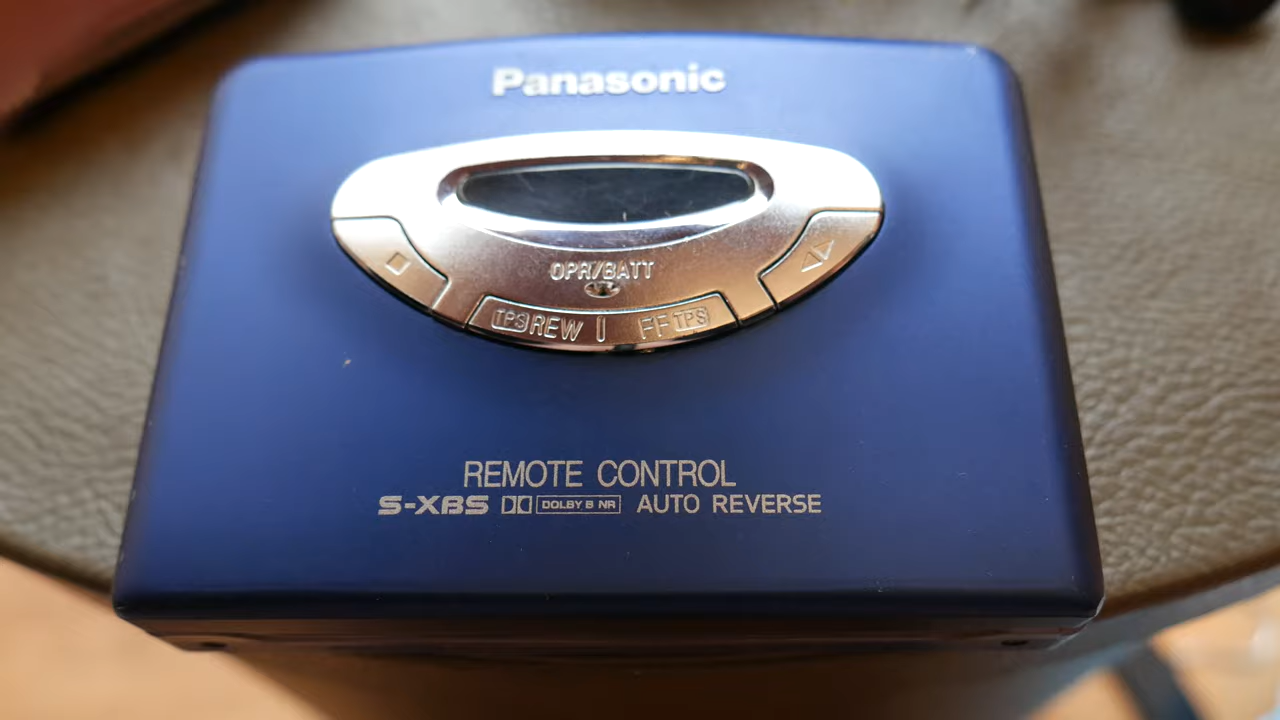 Panasonic
OPR/BATT
TPS REW | FF TPS
REMOTE CONTROL
S-XBS DOLBY B NR AUTO REVERSE